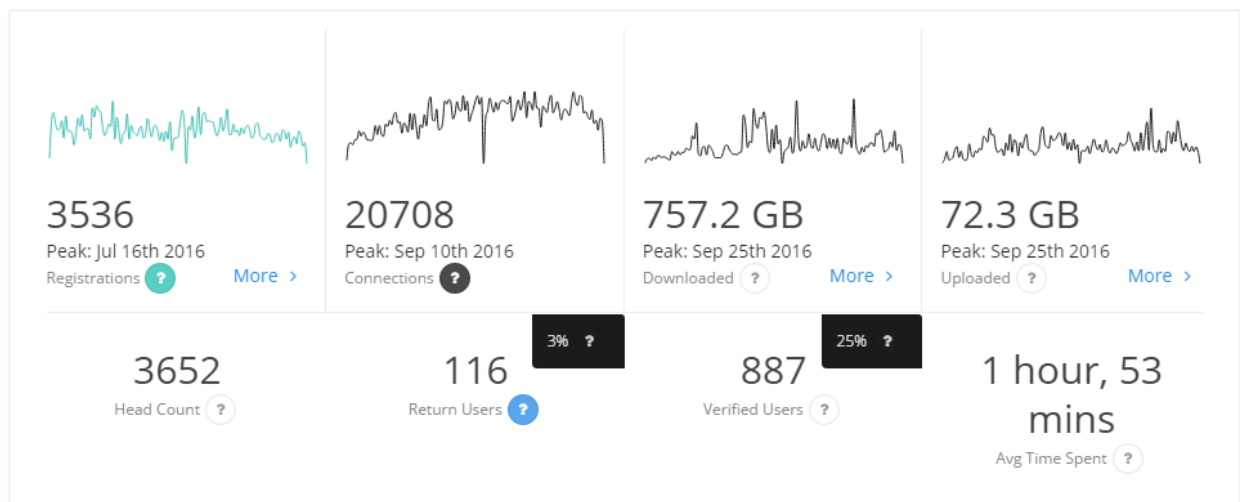 3536
Peak: Jul 16th 2016
Registrations ?
More >
20708
Peak: Sep 10th 2016
Connections ?
757.2 GB
Peak: Sep 25th 2016
Downloaded ?
More >
72.3 GB
Peak: Sep 25th 2016
Uploaded ?
More >
3652
Head Count ?
3% ?
116
Return Users ?
25% ?
887
Verified Users ?
1 hour, 53
mins
Avg Time Spent ?